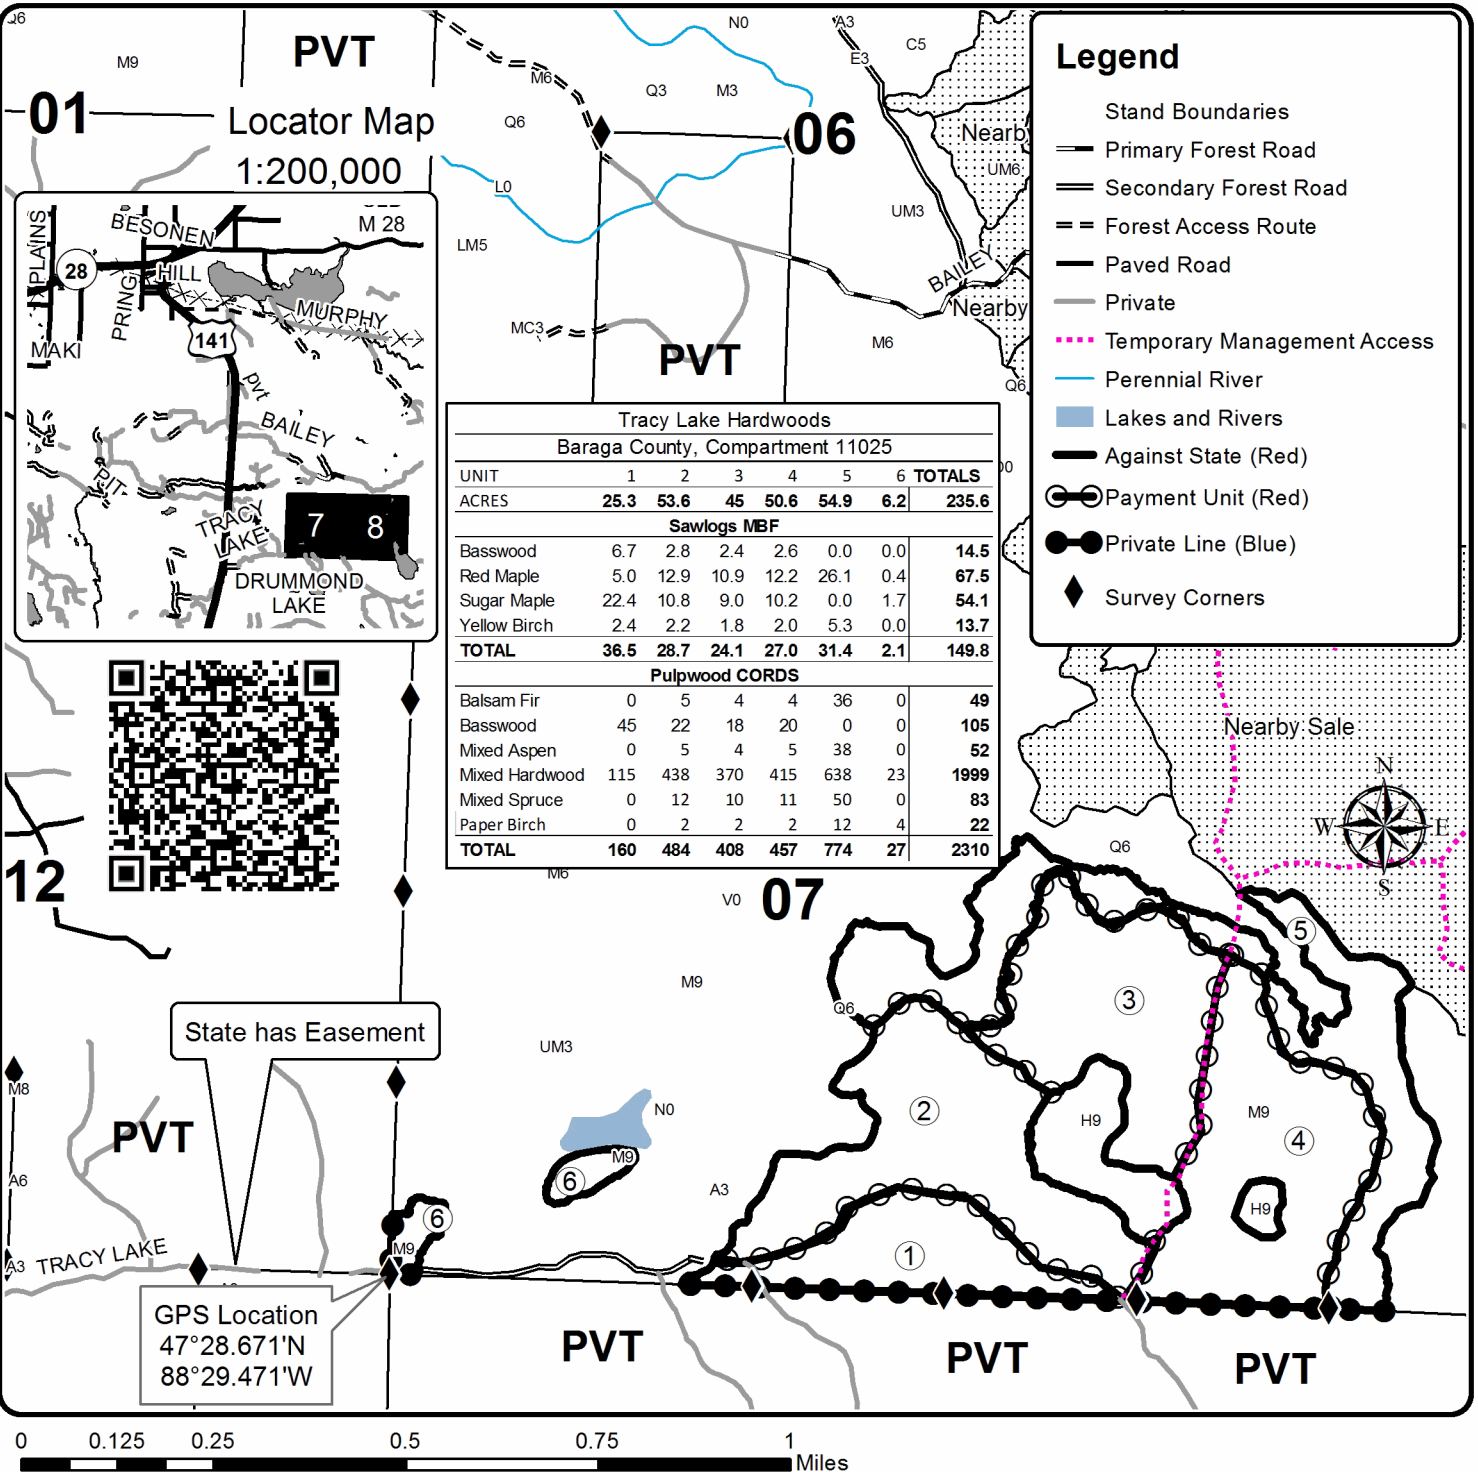 Q6
M9
PVT
N0
A3
E3
C5
M6
Q3
M3
Q6
01
Locator Map
1:200,000
06
Nearb
UM6
L0
UM3
LM5
BAILEY
Nearby
MC3
PVT
M6
Q6
Legend
Stand Boundaries
Primary Forest Road
Secondary Forest Road
Forest Access Route
Paved Road
Private
Temporary Management Access
Perennial River
Lakes and Rivers
Against State (Red)
Payment Unit (Red)
Private Line (Blue)
Survey Corners
PLAINS
BESONEN
M 28
28
HILL
PRING
MURPHY
141
MAKI
pvt
BAILEY
PIT
TRACY
LAKE
7 8
DRUMMOND
LAKE
Tracy Lake Hardwoods
Baraga County, Compartment 11025
UNIT 1 2 3 4 5 6 TOTALS
ACRES 25.3 53.6 45 50.6 54.9 6.2 235.6
Sawlogs MBF
Basswood 6.7 2.8 2.4 2.6 0.0 0.0 14.5
Red Maple 5.0 12.9 10.9 12.2 26.1 0.4 67.5
Sugar Maple 22.4 10.8 9.0 10.2 0.0 1.7 54.1
Yellow Birch 2.4 2.2 1.8 2.0 5.3 0.0 13.7
TOTAL 36.5 28.7 24.1 27.0 31.4 2.1 149.8
Pulpwood CORDS
Balsam Fir 0 5 4 4 36 0 49
Basswood 45 22 18 20 0 0 105
Mixed Aspen 0 5 4 5 38 0 52
Mixed Hardwood 115 438 370 415 638 23 1999
Mixed Spruce 0 12 10 11 50 0 83
Paper Birch 0 2 2 2 12 4 22
TOTAL 160 484 408 457 774 27 2310
Nearby Sale
N
W E
S
Q6
12
M6
V0
07
5
M9
3
Q6
State has Easement
UM3
M8
PVT
N0
2
H9
M9
4
M9
6
A6
A3
6
H9
M9
1
A3
TRACY LAKE
GPS Location
47°28.671'N
88°29.471'W
PVT
PVT
PVT
0 0.125 0.25 0.5 0.75 1
Miles